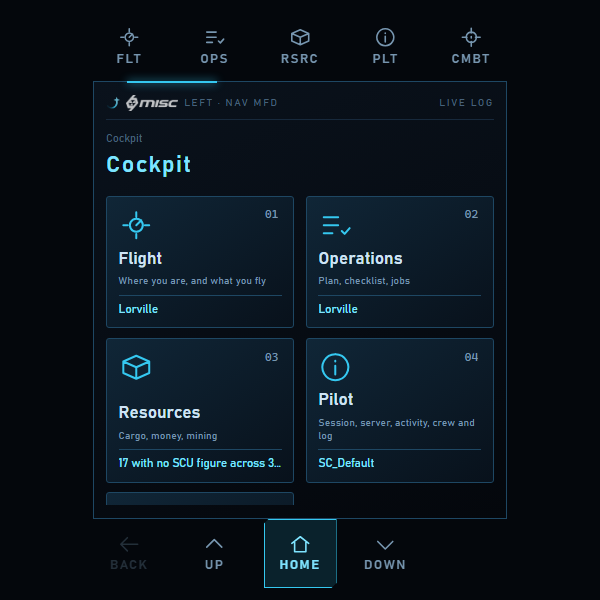 FLT OPS RSRC PLT CMBT
misc LEFT · NAV MFD LIVE LOG
Cockpit
Cockpit
01
Flight
Where you are, and what you fly
Lorville
02
Operations
Plan, checklist, jobs
Lorville
03
Resources
Cargo, money, mining
17 with no SCU figure across 3…
04
Pilot
Session, server, activity, crew and
log
SC_Default
BACK UP HOME DOWN